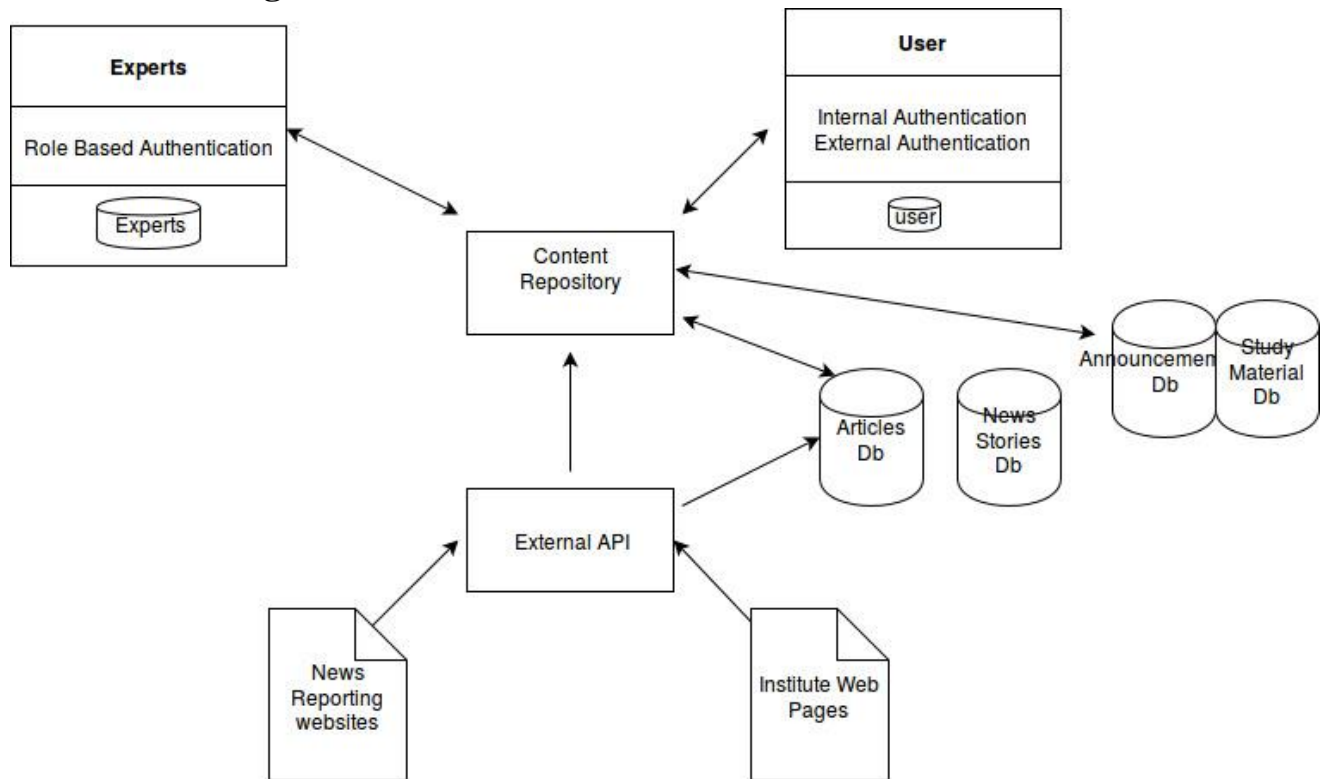 Experts
Role Based Authentication
Experts
User
Internal Authentication
External Authentication
user
Content
Repository
Announcemen
Db
Study
Material
Db
Articles
Db
News
Stories
Db
External API
News
Reporting
websites
Institute Web
Pages